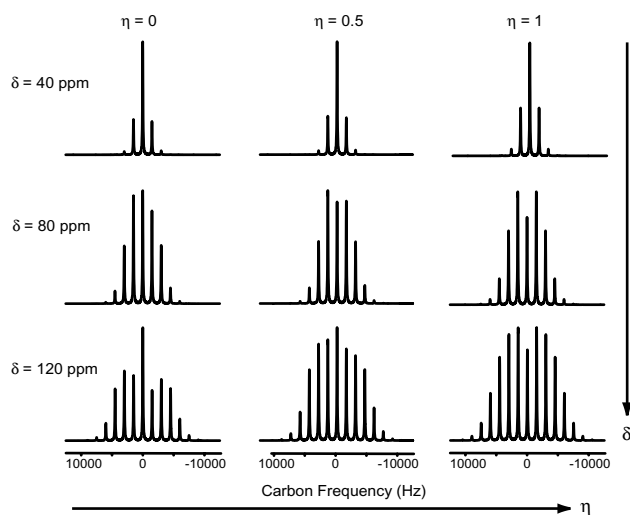 η = 0 η = 0.5 η = 1
δ = 40 ppm
δ = 80 ppm
δ = 120 ppm
δ
10000 0 -10000 10000 0 -10000 10000 0 -10000
Carbon Frequency (Hz)
η